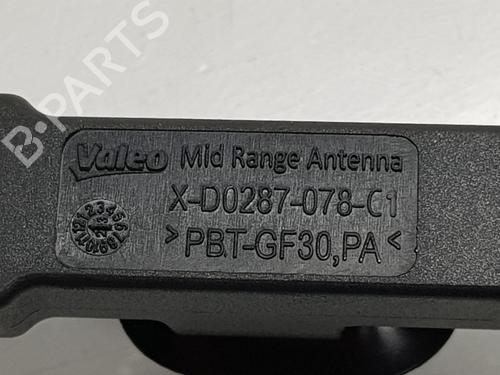 Valeo Mid Range Antenna
X-D0287-078-C1
>PBT-GF30,PA<
B-PARTS